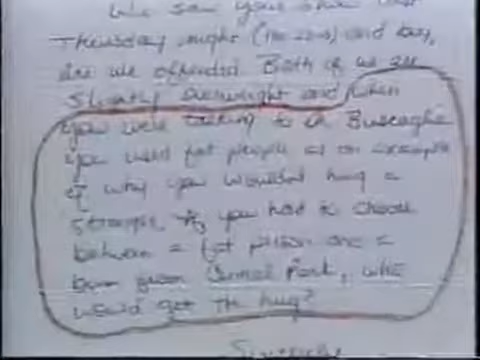 We saw your show last
Thursday night and boy,
are we offended. Both of us are
slightly overweight and when
you were talking to Dr. Buscaglia
you used fat people as an example
of why you wouldn't hug a
stranger. If you had to choose
between a fat person and a
bum from Central Park, who
would get the hug?
Sincerely